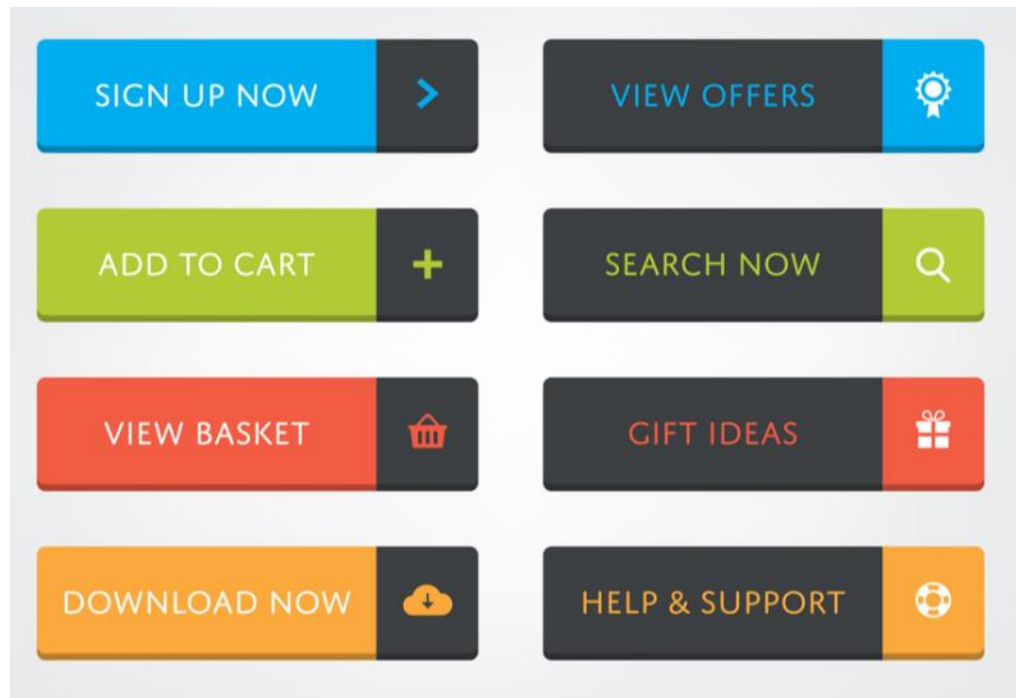 SIGN UP NOW
VIEW OFFERS
ADD TO CART
SEARCH NOW
VIEW BASKET
GIFT IDEAS
DOWNLOAD NOW
HELP & SUPPORT